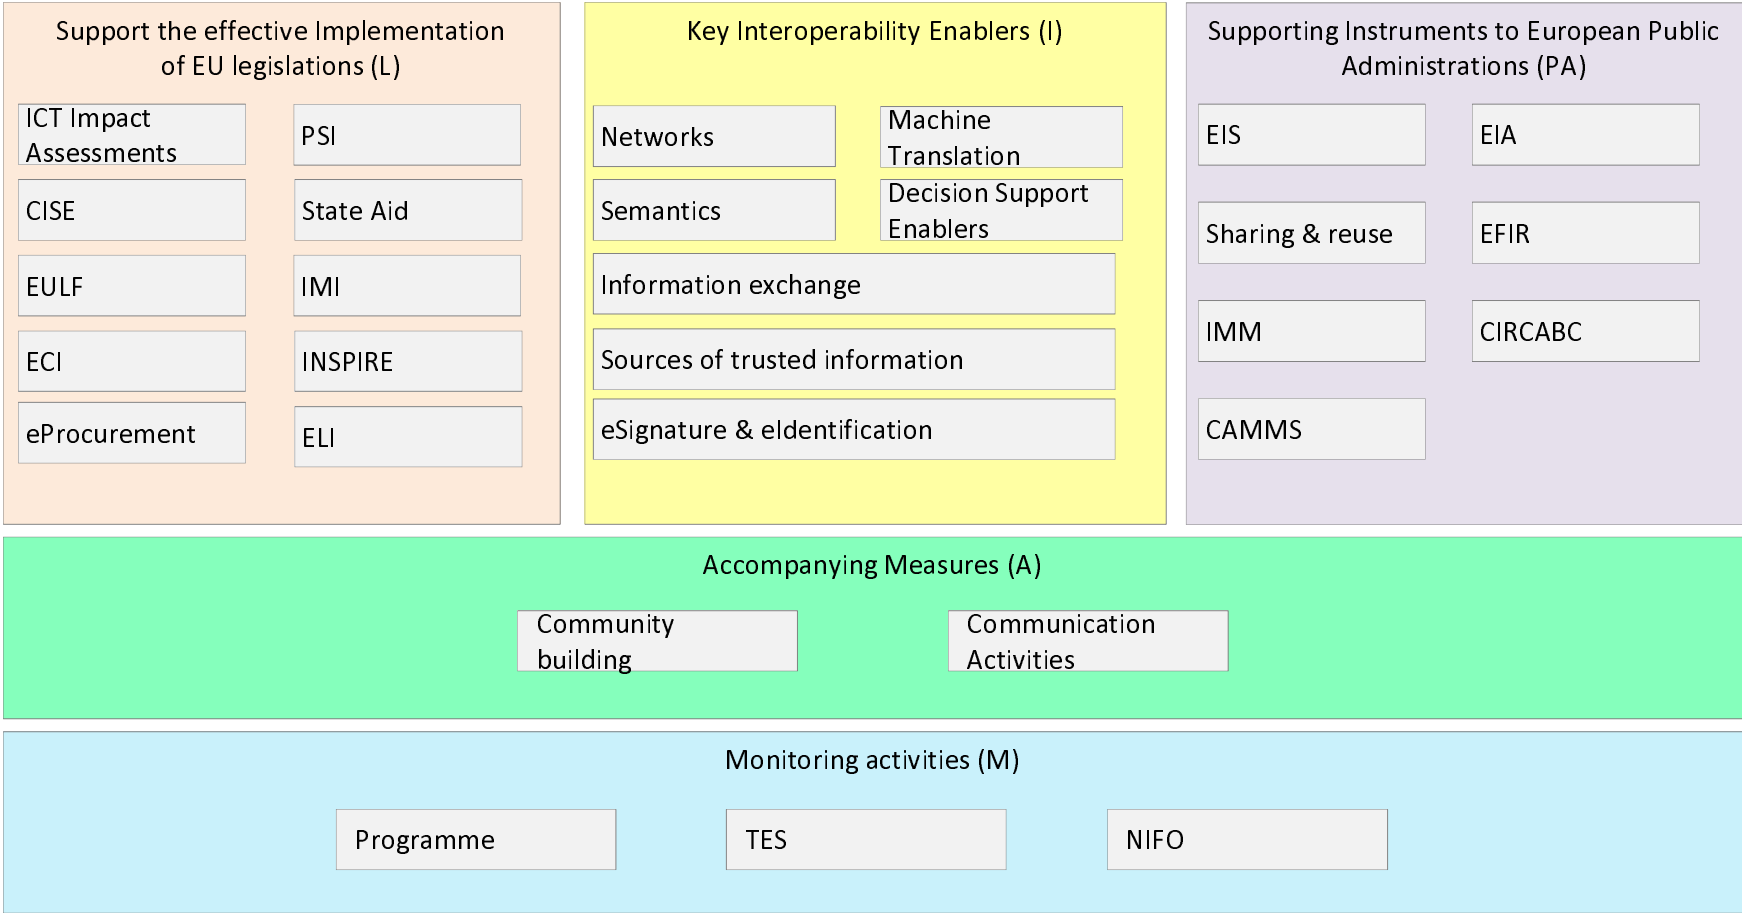 Support the effective Implementation
of EU legislations (L)
ICT Impact
Assessments
PSI
CISE
State Aid
EULF
IMI
ECI
INSPIRE
eProcurement
ELI
Key Interoperability Enablers (I)
Networks
Machine
Translation
Semantics
Decision Support
Enablers
Information exchange
Sources of trusted information
eSignature & eIdentification
Supporting Instruments to European Public
Administrations (PA)
EIS
EIA
Sharing & reuse
EFIR
IMM
CIRCABC
CAMMS
Accompanying Measures (A)
Community
building
Communication
Activities
Monitoring activities (M)
Programme
TES
NIFO